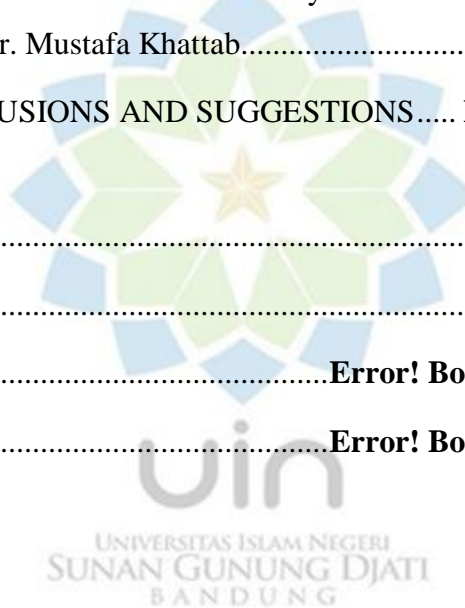 r. Mustafa Khattab..............................
USIONS AND SUGGESTIONS.....
..............................................................
..............................................................
............................................Error! Bo
............................................Error! Bo
uin
UNIVERSITAS ISLAM NEGERI
SUNAN GUNUNG DJATI
BANDUNG